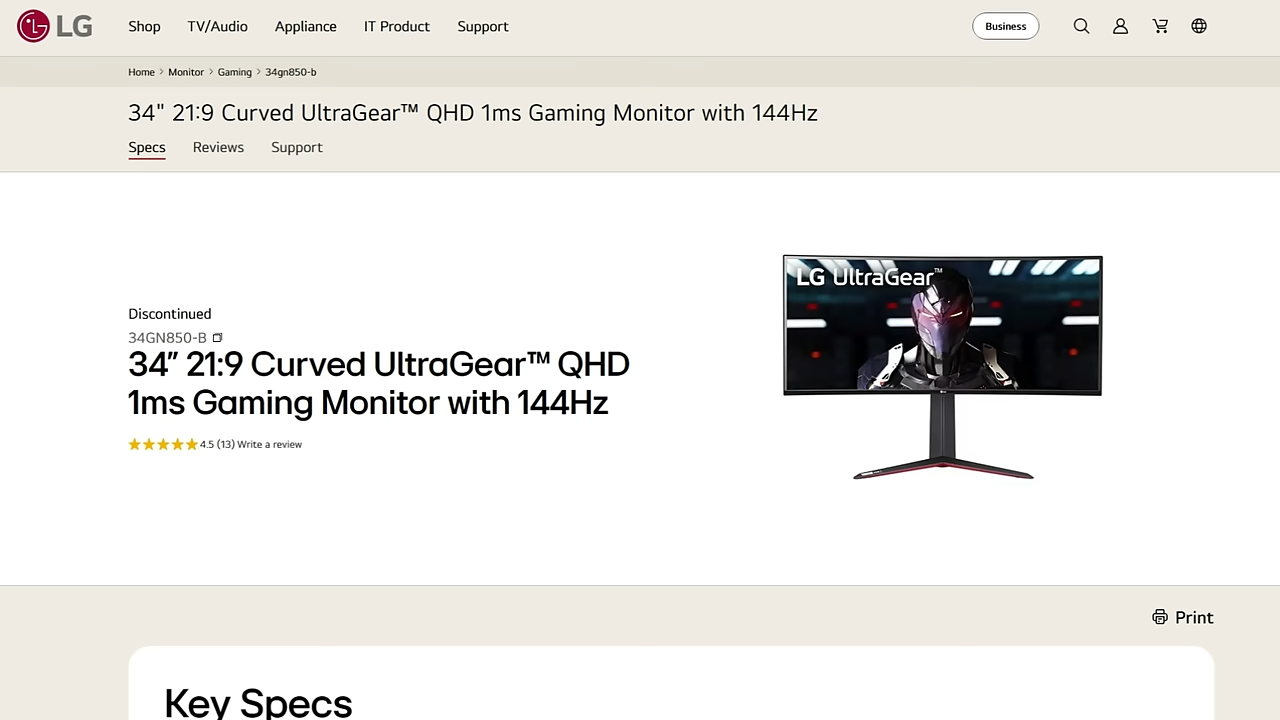 LG
Shop TV/Audio Appliance IT Product Support Business
Home > Monitor > Gaming > 34gn850-b
34" 21:9 Curved UltraGear™ QHD 1ms Gaming Monitor with 144Hz
Specs Reviews Support
LG UltraGear™
Discontinued
34GN850-B
34” 21:9 Curved UltraGear™ QHD
1ms Gaming Monitor with 144Hz
4.5 (13) Write a review
Print
Key Specs